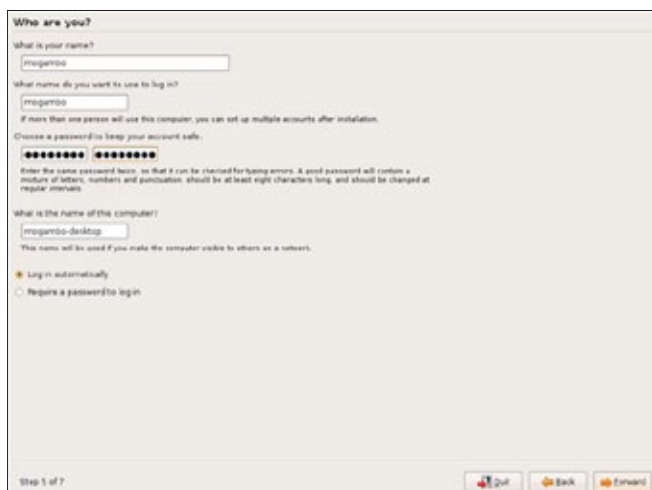 Who are you?
What is your name?
mogambo
What name do you want to use to log in?
mogambo
If more than one person will use this computer, you can set up multiple accounts after installation.
Choose a password to keep your account safe.
Enter the same password twice, so that it can be checked for typing errors. A good password will contain a
mixture of letters, numbers and punctuation, should be at least eight characters long, and should be changed at
regular intervals.
What is the name of this computer?
mogambo-desktop
This name will be used if you make the computer visible to others on a network.
Log in automatically
Require a password to log in
Step 5 of 7
Quit
Back
Forward